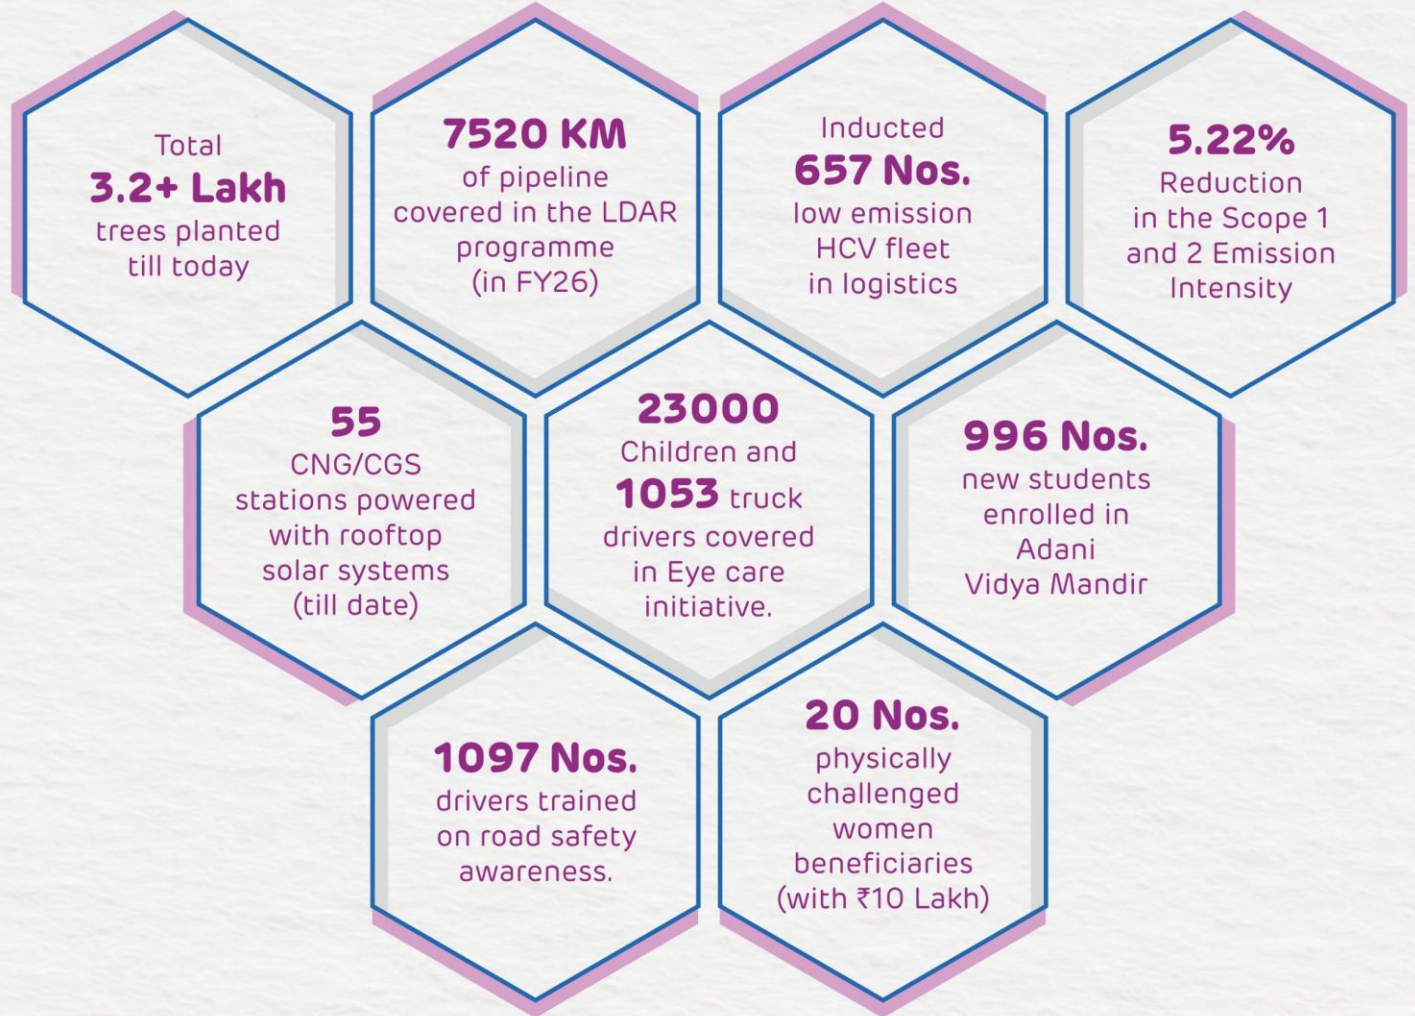 Total
3.2+ Lakh
trees planted
till today
7520 KM
of pipeline
covered in the LDAR
programme
(in FY26)
Inducted
657 Nos.
low emission
HCV fleet
in logistics
5.22%
Reduction
in the Scope 1
and 2 Emission
Intensity
55
CNG/CGS
stations powered
with rooftop
solar systems
(till date)
23000
Children and
1053 truck
drivers covered
in Eye care
initiative.
996 Nos.
new students
enrolled in
Adani
Vidya Mandir
1097 Nos.
drivers trained
on road safety
awareness.
20 Nos.
physically
challenged
women
beneficiaries
(with ₹10 Lakh)